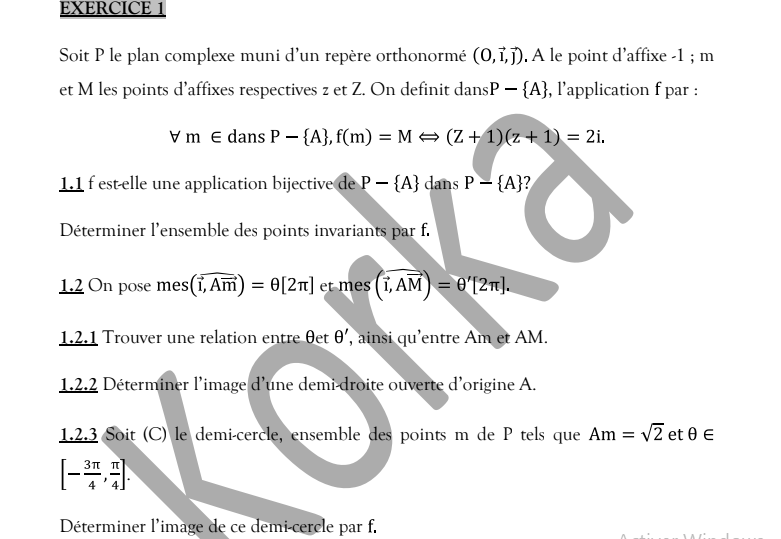 EXERCICE 1
Soit P le plan complexe muni d'un repère orthonormé (O, i⃗, j⃗). A le point d'affixe -1 ; m
et M les points d'affixes respectives z et Z. On definit dansP − {A}, l'application f par :
∀ m ∈ dans P − {A}, f(m) = M ⟺ (Z + 1)(z + 1) = 2i.
1.1 f est-elle une application bijective de P − {A} dans P − {A}?
Déterminer l'ensemble des points invariants par f.
1.2 On pose mes(i⃗, Am⃗) = θ[2π] et mes (i⃗, AM⃗) = θ′[2π].
1.2.1 Trouver une relation entre θet θ′, ainsi qu'entre Am et AM.
1.2.2 Déterminer l'image d'une demi-droite ouverte d'origine A.
1.2.3 Soit (C) le demi-cercle, ensemble des points m de P tels que Am = √2 et θ ∈
[−3π/4, π/4].
Déterminer l'image de ce demi-cercle par f.
Korka